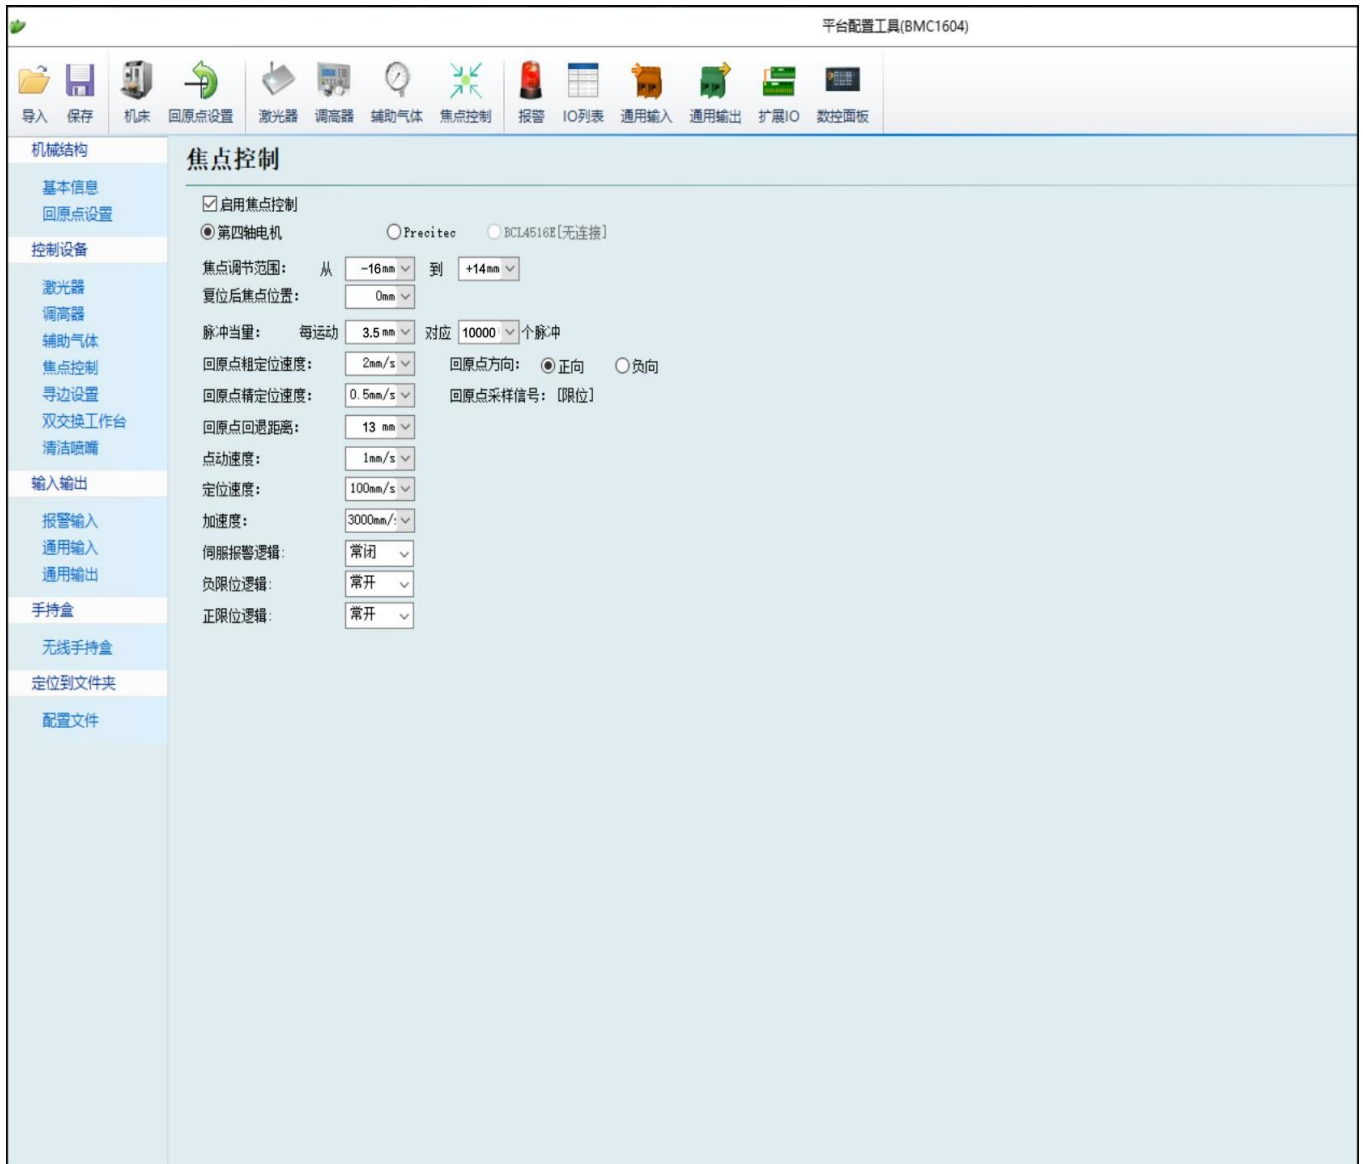 平台配置工具(BMC1604)
导入 保存 机床 回原点设置 激光器 调高器 辅助气体 焦点控制 报警 IO列表 通用输入 通用输出 扩展IO 数控面板
机械结构
基本信息
回原点设置
控制设备
激光器
调高器
辅助气体
焦点控制
寻边设置
双交换工作台
清洁喷嘴
输入输出
报警输入
通用输入
通用输出
手持盒
无线手持盒
定位到文件夹
配置文件
焦点控制
启用焦点控制
第四轴电机 Precitec BCL4516E[无连接]
焦点调节范围: 从 -16mm 到 +14mm
复位后焦点位置: 0mm
脉冲当量: 每运动 3.5 mm 对应 10000 个脉冲
回原点粗定位速度: 2mm/s 回原点方向: 正向 负向
回原点精定位速度: 0.5mm/s 回原点采样信号: [限位]
回原点回退距离: 13 mm
点动速度: 1mm/s
定位速度: 100mm/s
加速度: 3000mm/
伺服报警逻辑: 常闭
负限位逻辑: 常开
正限位逻辑: 常开